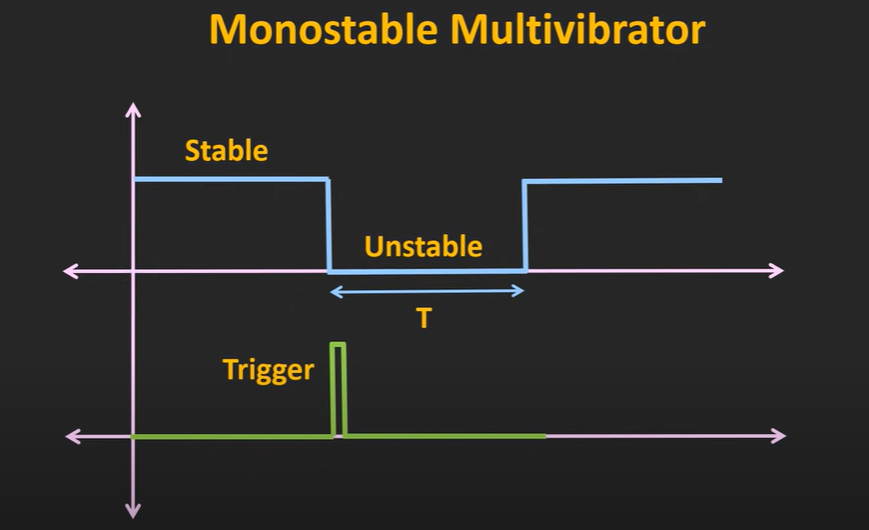 Monostable Multivibrator
Stable
Unstable
T
Trigger